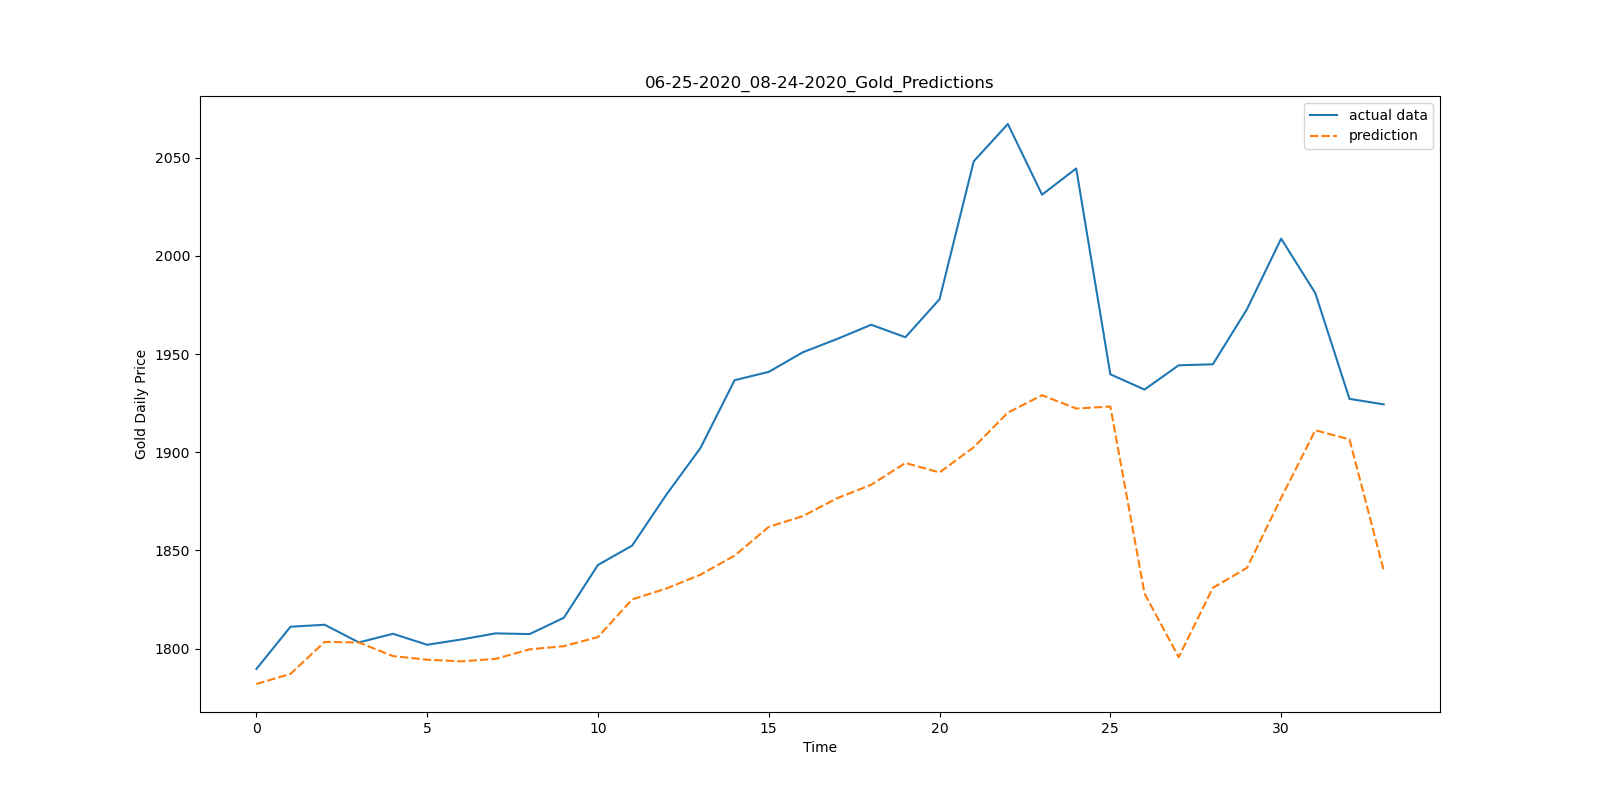 06-25-2020_08-24-2020_Gold_Predictions
actual data
prediction
Gold Daily Price
2050
2000
1950
1900
1850
1800
0 5 10 15 20 25 30
Time